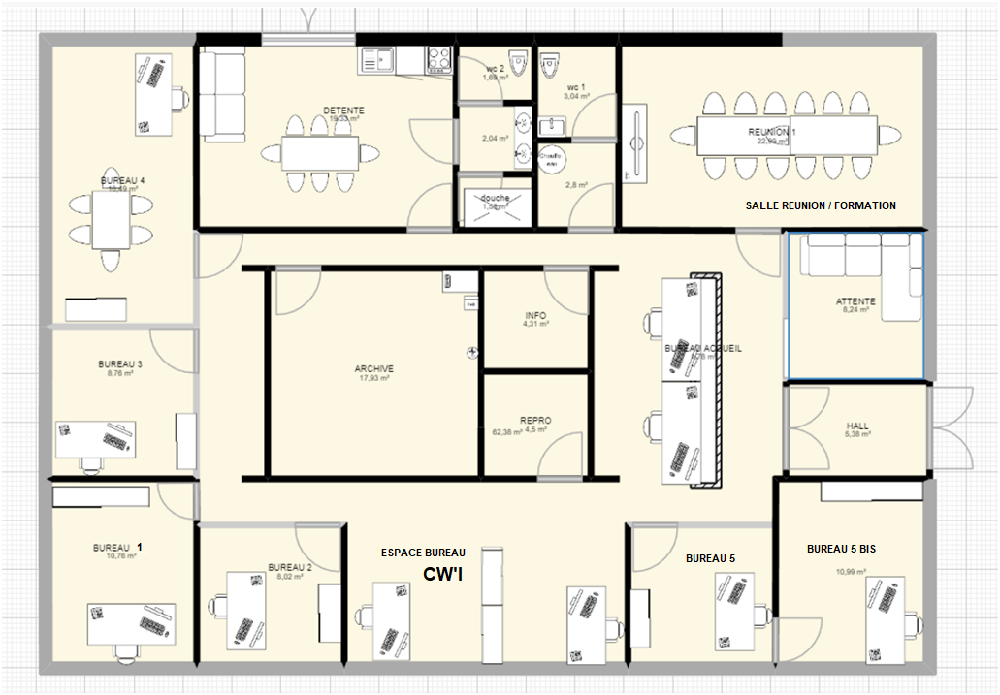 wc 2
1,69 m²
wc 1
3,04 m²
DETENTE
19,33 m²
REUNION 1
22,98 m²
2,04 m²
Chauffe
eau
2,8 m²
BUREAU 4
16,49 m²
douche
1,58 m²
SALLE REUNION / FORMATION
ATTENTE
8,24 m²
INFO
4,31 m²
BUREAU ACCUEIL
BUREAU 3
8,76 m²
ARCHIVE
17,93 m²
REPRO
62,38 m²
4,5 m²
HALL
5,38 m²
BUREAU 1
10,76 m²
ESPACE BUREAU
CW'I
BUREAU 2
8,02 m²
BUREAU 5
BUREAU 5 BIS
10,99 m²